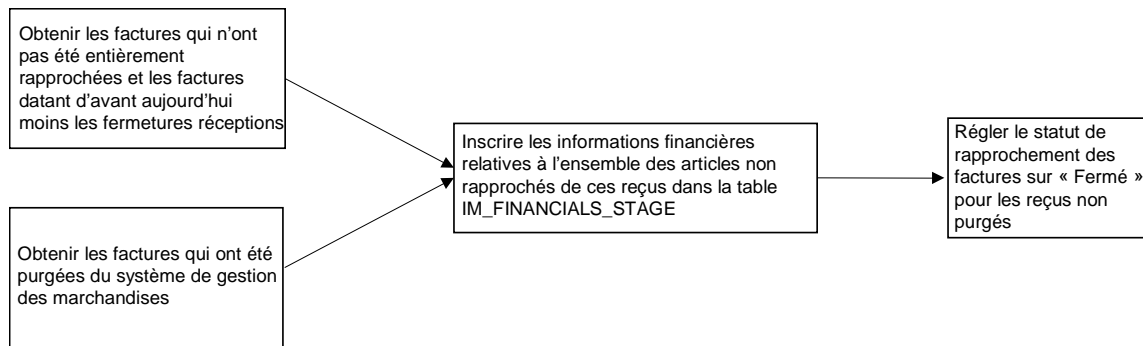 Obtenir les factures qui n'ont
pas été entièrement
rapprochées et les factures
datant d'avant aujourd'hui
moins les fermetures réceptions
Obtenir les factures qui ont été
purgées du système de gestion
des marchandises
Inscrire les informations financières
relatives à l'ensemble des articles non
rapprochés de ces reçus dans la table
IM_FINANCIALS_STAGE
Régler le statut de
rapprochement des
factures sur « Fermé »
pour les reçus non
purgés